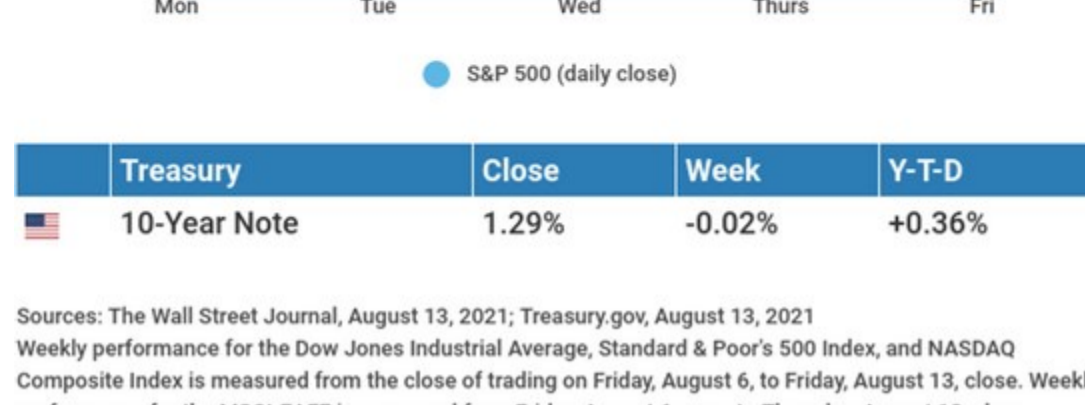 Mon Tue Wed Thurs Fri
S&P 500 (daily close)
Treasury Close Week Y-T-D
10-Year Note 1.29% -0.02% +0.36%
Sources: The Wall Street Journal, August 13, 2021; Treasury.gov, August 13, 2021
Weekly performance for the Dow Jones Industrial Average, Standard & Poor's 500 Index, and NASDAQ
Composite Index is measured from the close of trading on Friday, August 6, to Friday, August 13, close. Weekl